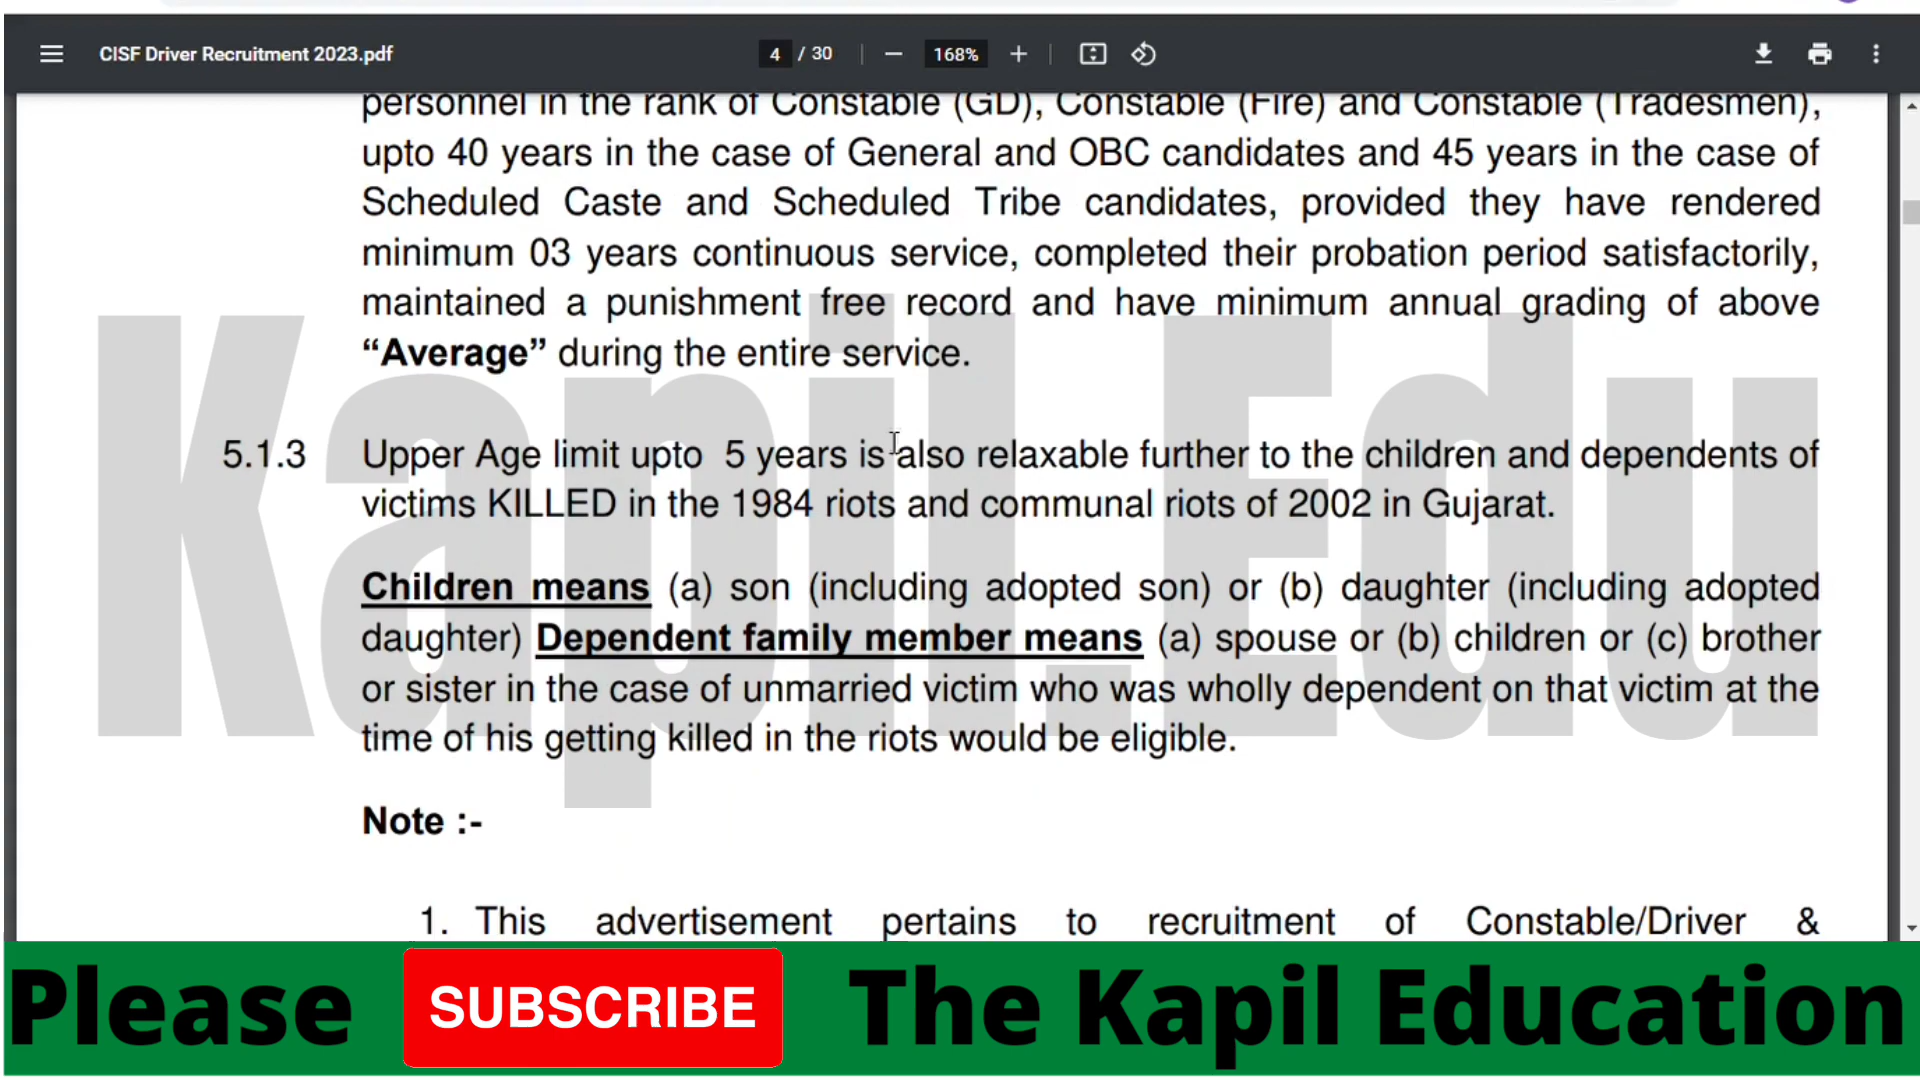 CISF Driver Recruitment 2023.pdf
4 / 30
168%
personnel in the rank of Constable (GD), Constable (Fire) and Constable (Tradesmen),
upto 40 years in the case of General and OBC candidates and 45 years in the case of
Scheduled Caste and Scheduled Tribe candidates, provided they have rendered
minimum 03 years continuous service, completed their probation period satisfactorily,
maintained a punishment free record and have minimum annual grading of above
“Average” during the entire service.
5.1.3 Upper Age limit upto 5 years is also relaxable further to the children and dependents of
victims KILLED in the 1984 riots and communal riots of 2002 in Gujarat.
Children means (a) son (including adopted son) or (b) daughter (including adopted
daughter) Dependent family member means (a) spouse or (b) children or (c) brother
or sister in the case of unmarried victim who was wholly dependent on that victim at the
time of his getting killed in the riots would be eligible.
Note :-
1. This advertisement pertains to recruitment of Constable/Driver &
Kapil.Edu
Please SUBSCRIBE The Kapil Education